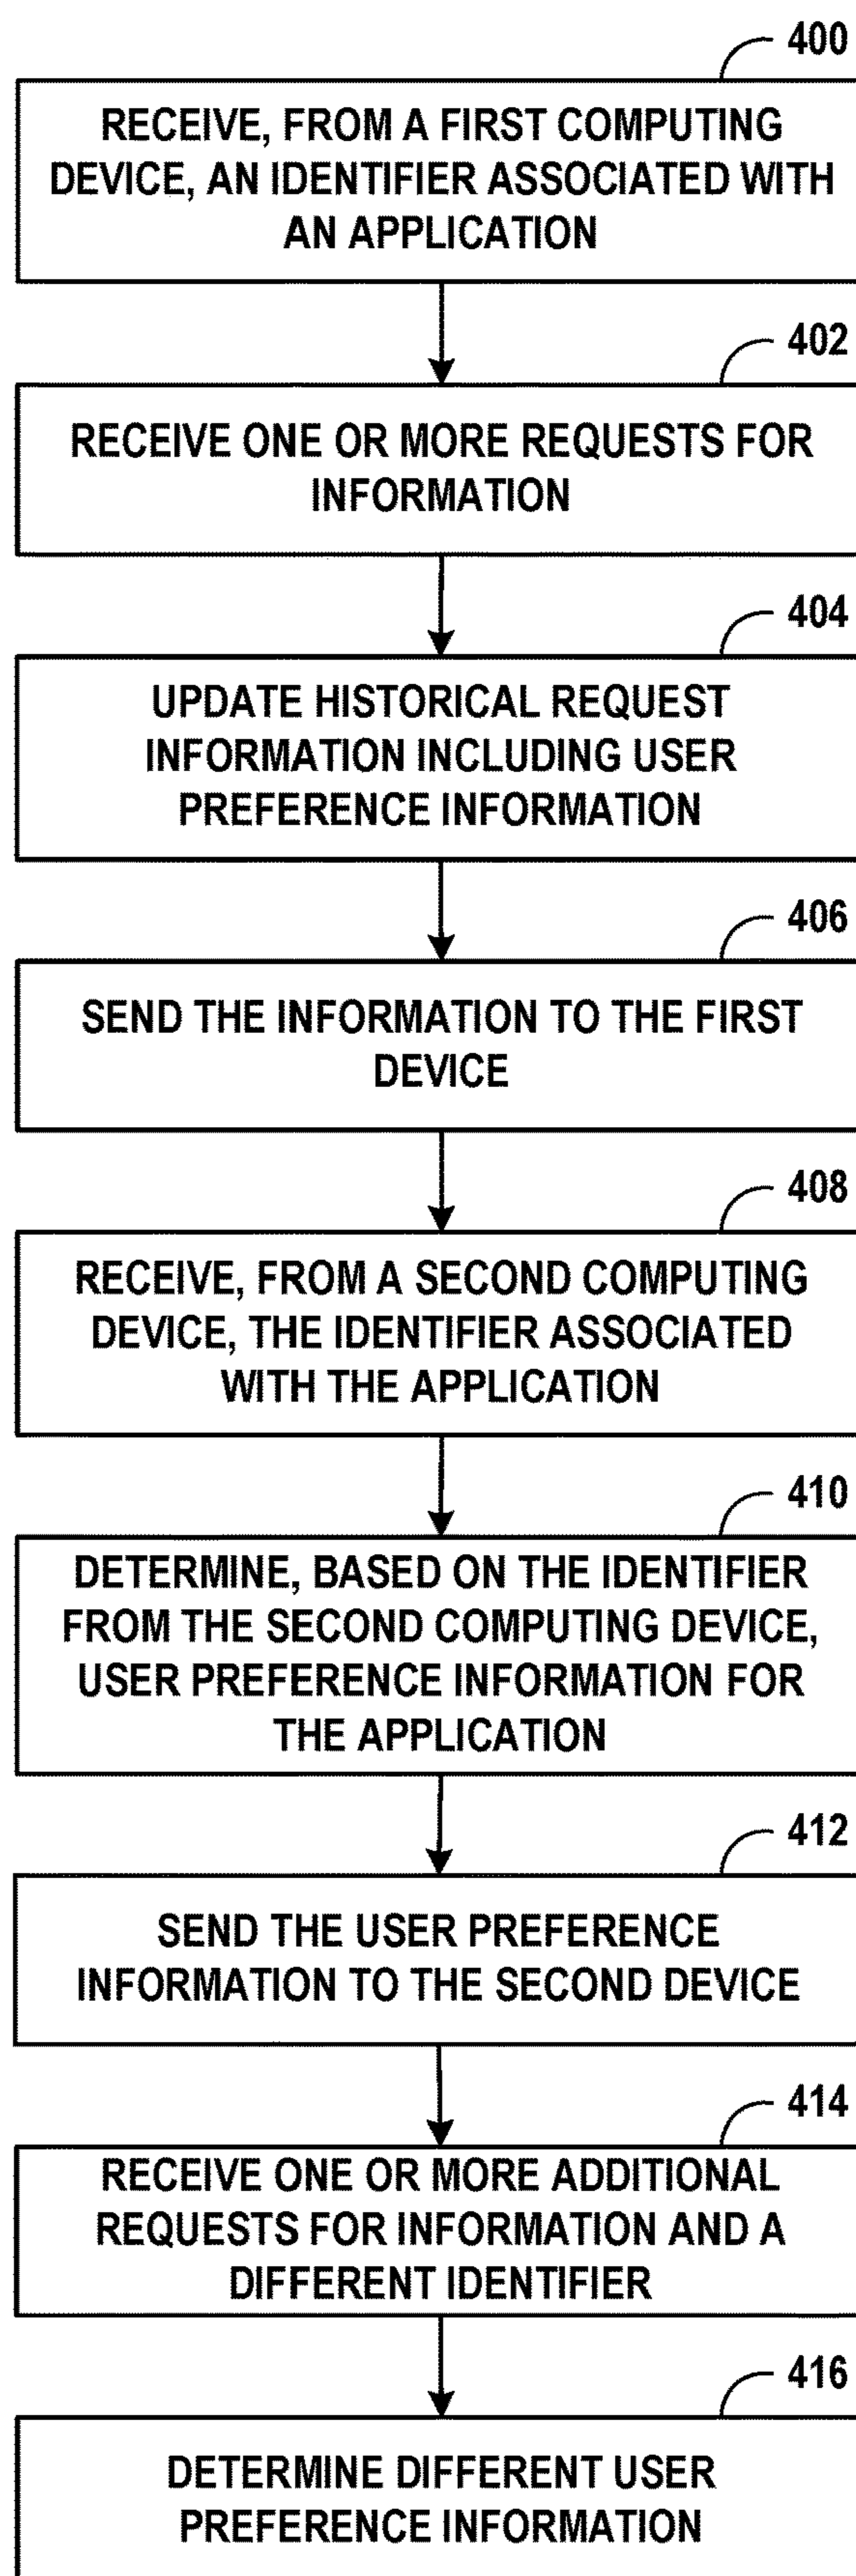 400
RECEIVE, FROM A FIRST COMPUTING
DEVICE, AN IDENTIFIER ASSOCIATED WITH
AN APPLICATION
402
RECEIVE ONE OR MORE REQUESTS FOR
INFORMATION
404
UPDATE HISTORICAL REQUEST
INFORMATION INCLUDING USER
PREFERENCE INFORMATION
406
SEND THE INFORMATION TO THE FIRST
DEVICE
408
RECEIVE, FROM A SECOND COMPUTING
DEVICE, THE IDENTIFIER ASSOCIATED
WITH THE APPLICATION
410
DETERMINE, BASED ON THE IDENTIFIER
FROM THE SECOND COMPUTING DEVICE,
USER PREFERENCE INFORMATION FOR
THE APPLICATION
412
SEND THE USER PREFERENCE
INFORMATION TO THE SECOND DEVICE
414
RECEIVE ONE OR MORE ADDITIONAL
REQUESTS FOR INFORMATION AND A
DIFFERENT IDENTIFIER
416
DETERMINE DIFFERENT USER
PREFERENCE INFORMATION